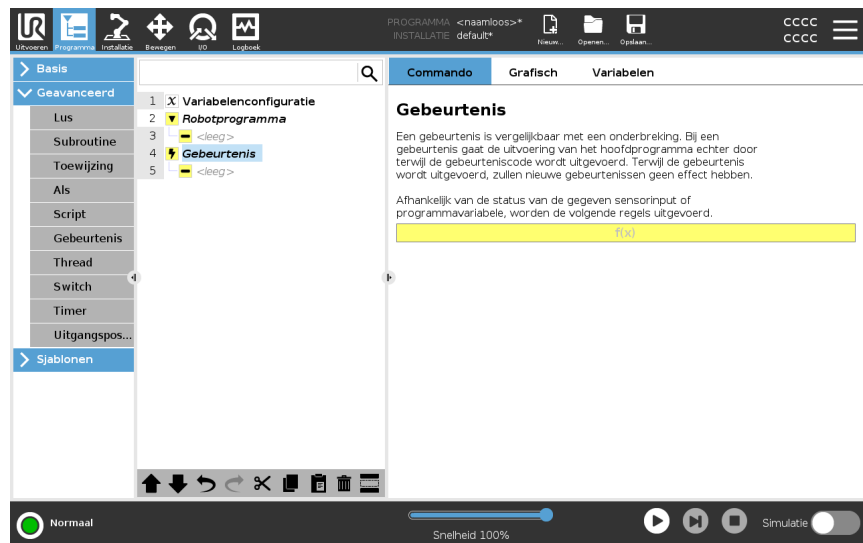 PROGRAMMA <naamloos>*
INSTALLATIE default*
UR
Uitvoeren Programma Installatie Bewegen I/O Logboek
Nieuw... Openen... Opslaan...
cccc
cccc
Basis
Geavanceerd
Lus
Subroutine
Toewijzing
Als
Script
Gebeurtenis
Thread
Switch
Timer
Uitgangspos...
Sjablonen
1 X Variabelenconfiguratie
2 Robotprogramma
3 <leeg>
4 Gebeurtenis
5 <leeg>
Commando Grafisch Variabelen
Gebeurtenis
Een gebeurtenis is vergelijkbaar met een onderbreking. Bij een
gebeurtenis gaat de uitvoering van het hoofdprogramma echter door
terwijl de gebeurteniscode wordt uitgevoerd. Terwijl de gebeurtenis
wordt uitgevoerd, zullen nieuwe gebeurtenissen geen effect hebben.
Afhankelijk van de status van de gegeven sensorinput of
programmavariabele, worden de volgende regels uitgevoerd.
f(x)
Normaal
Snelheid 100%
Simulatie